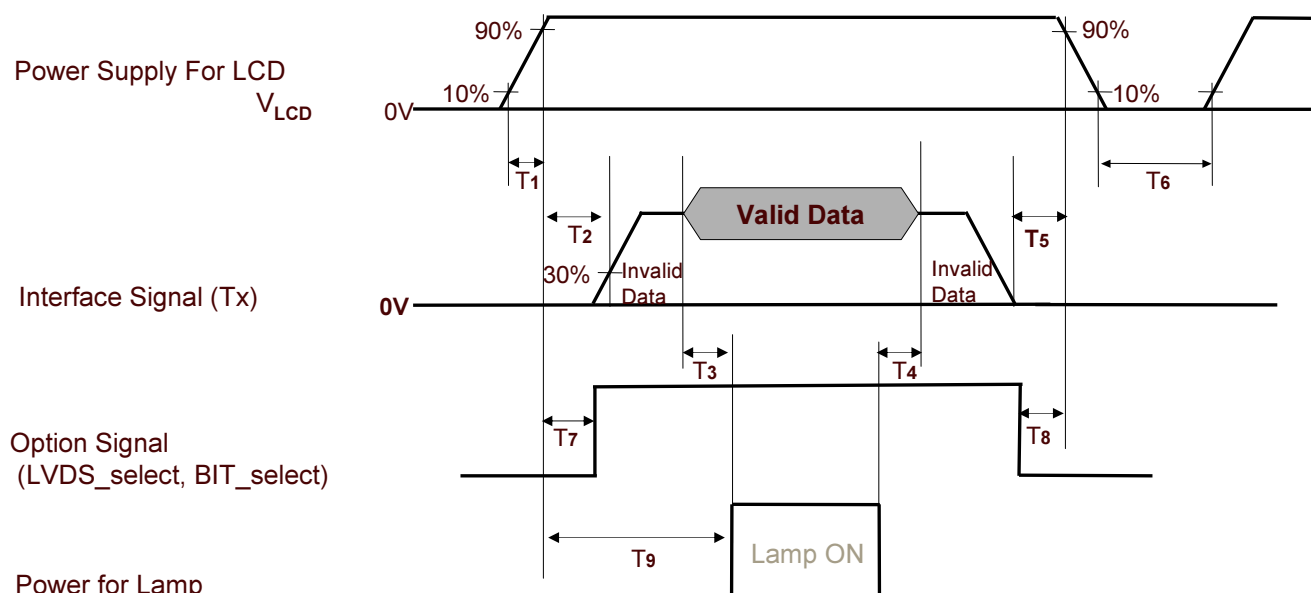 90%
90%
Power Supply For LCD
VLCD
10%
10%
0V
T1
T6
T2
Valid Data
T5
30%
Invalid
Data
Invalid
Data
Interface Signal (Tx)
0V
T3
T4
T7
T8
Option Signal
(LVDS_select, BIT_select)
T9
Lamp ON
Power for Lamp